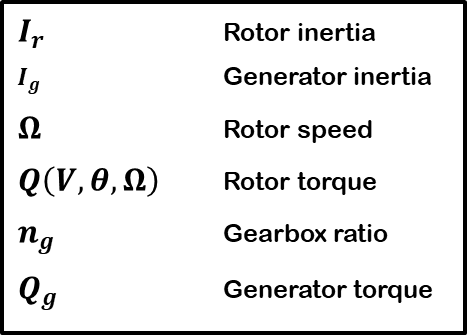 I_r Rotor inertia
I_g Generator inertia
Ω Rotor speed
Q(V, θ, Ω) Rotor torque
n_g Gearbox ratio
Q_g Generator torque